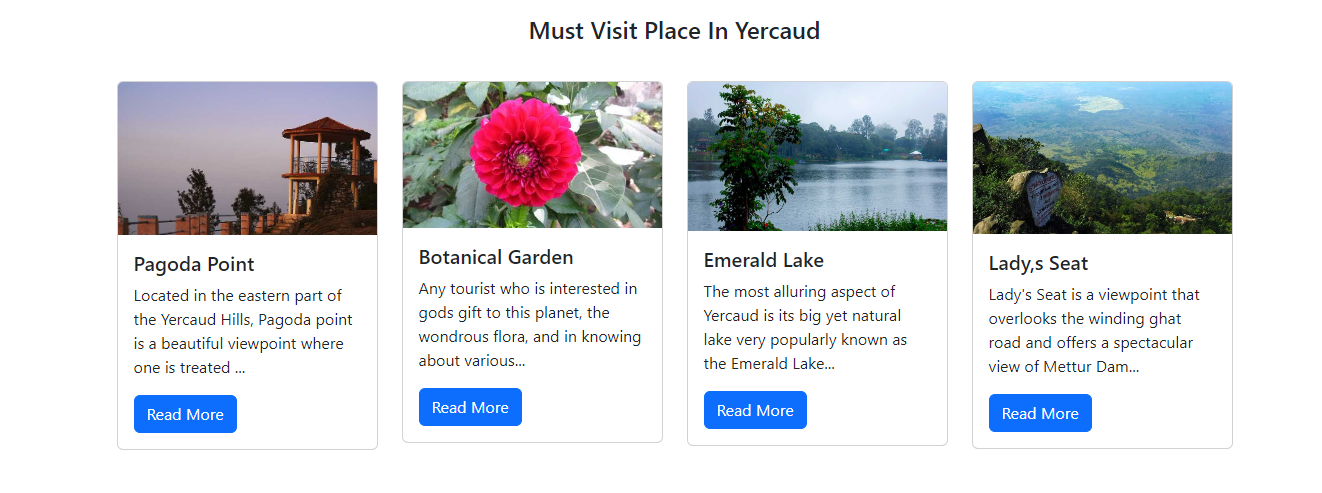 Must Visit Place In Yercaud
Pagoda Point
Located in the eastern part of
the Yercaud Hills, Pagoda point
is a beautiful viewpoint where
one is treated ...
Read More
Botanical Garden
Any tourist who is interested in
gods gift to this planet, the
wondrous flora, and in knowing
about various...
Read More
Emerald Lake
The most alluring aspect of
Yercaud is its big yet natural
lake very popularly known as
the Emerald Lake...
Read More
Lady,s Seat
Lady's Seat is a viewpoint that
overlooks the winding ghat
road and offers a spectacular
view of Mettur Dam...
Read More